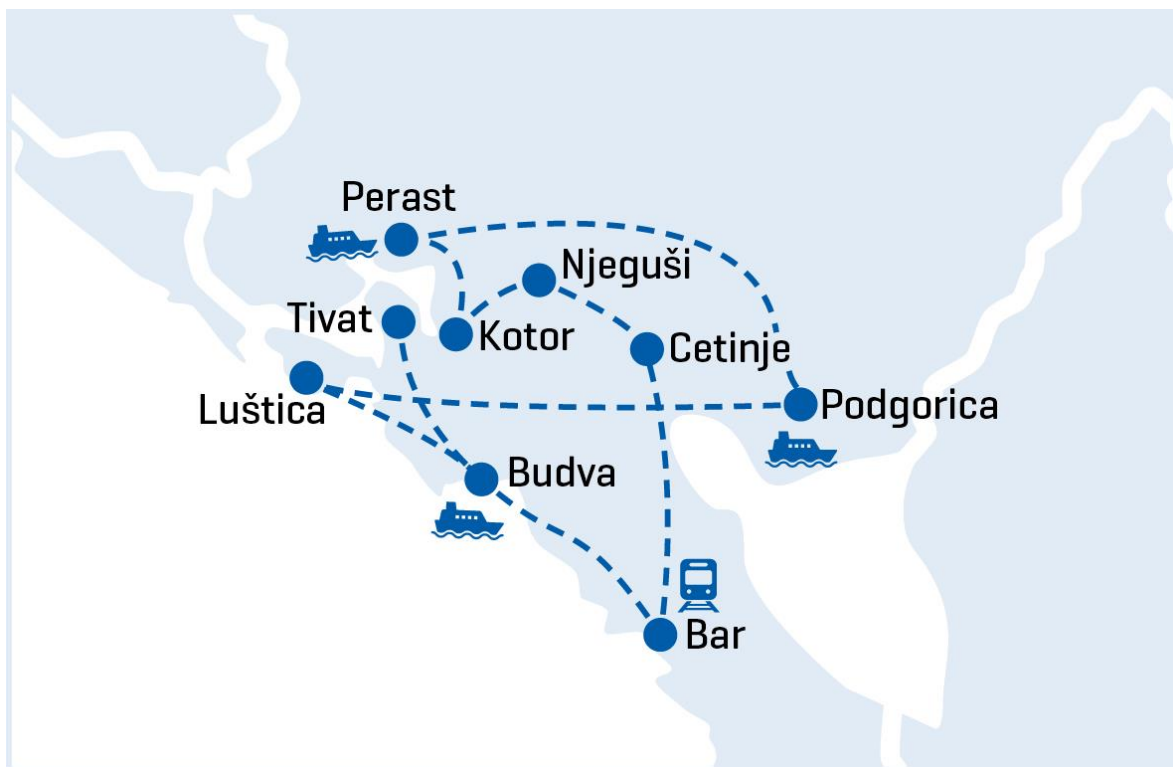 Perast
Njeguši
Tivat
Kotor
Cetinje
Luštica
Podgorica
Budva
Bar